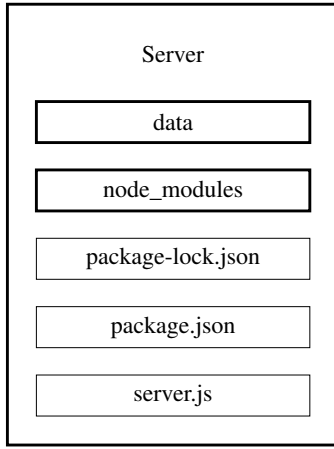 Server
data
node_modules
package-lock.json
package.json
server.js